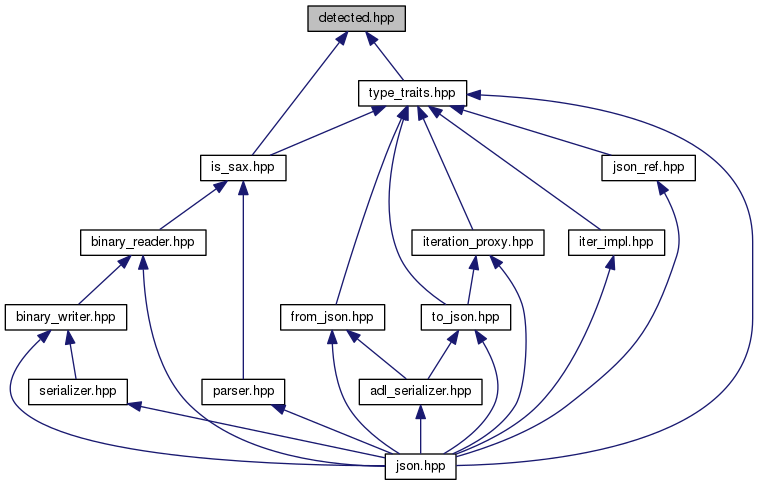 detected.hpp
type_traits.hpp
is_sax.hpp
json_ref.hpp
binary_reader.hpp
iteration_proxy.hpp
iter_impl.hpp
binary_writer.hpp
from_json.hpp
to_json.hpp
serializer.hpp
parser.hpp
adl_serializer.hpp
json.hpp